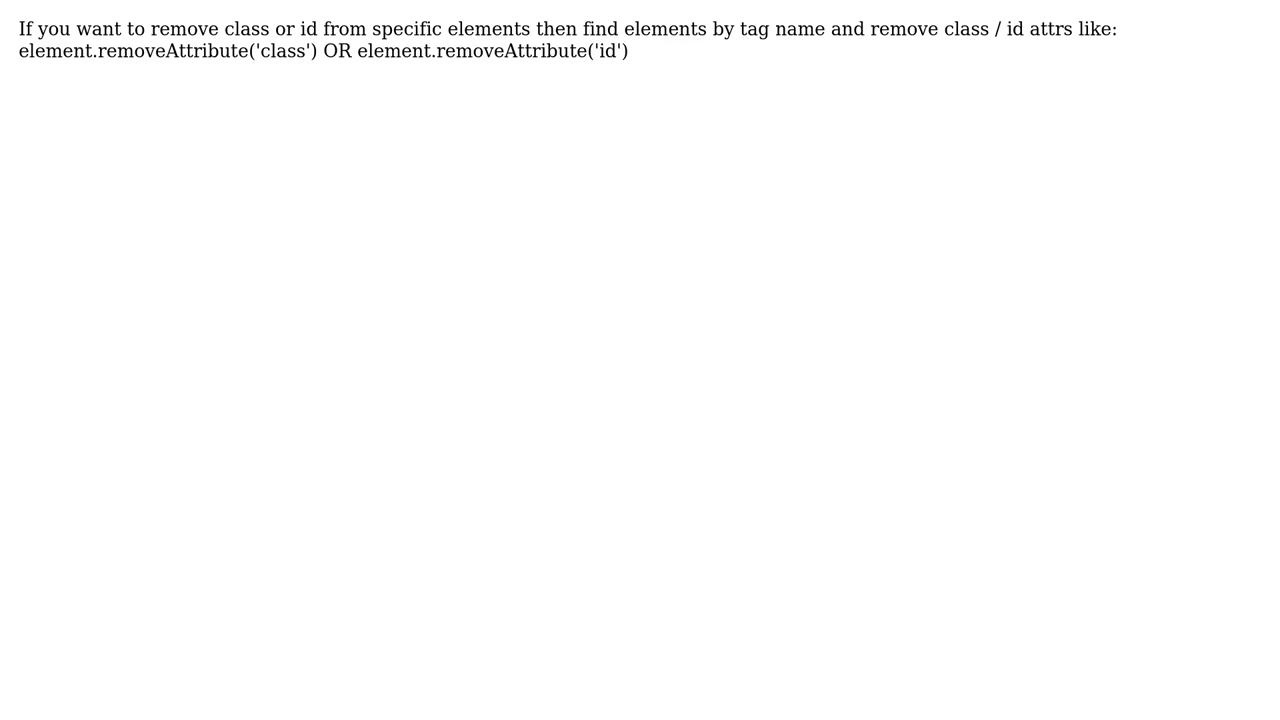 If you want to remove class or id from specific elements then find elements by tag name and remove class / id attrs like:
element.removeAttribute('class') OR element.removeAttribute('id')